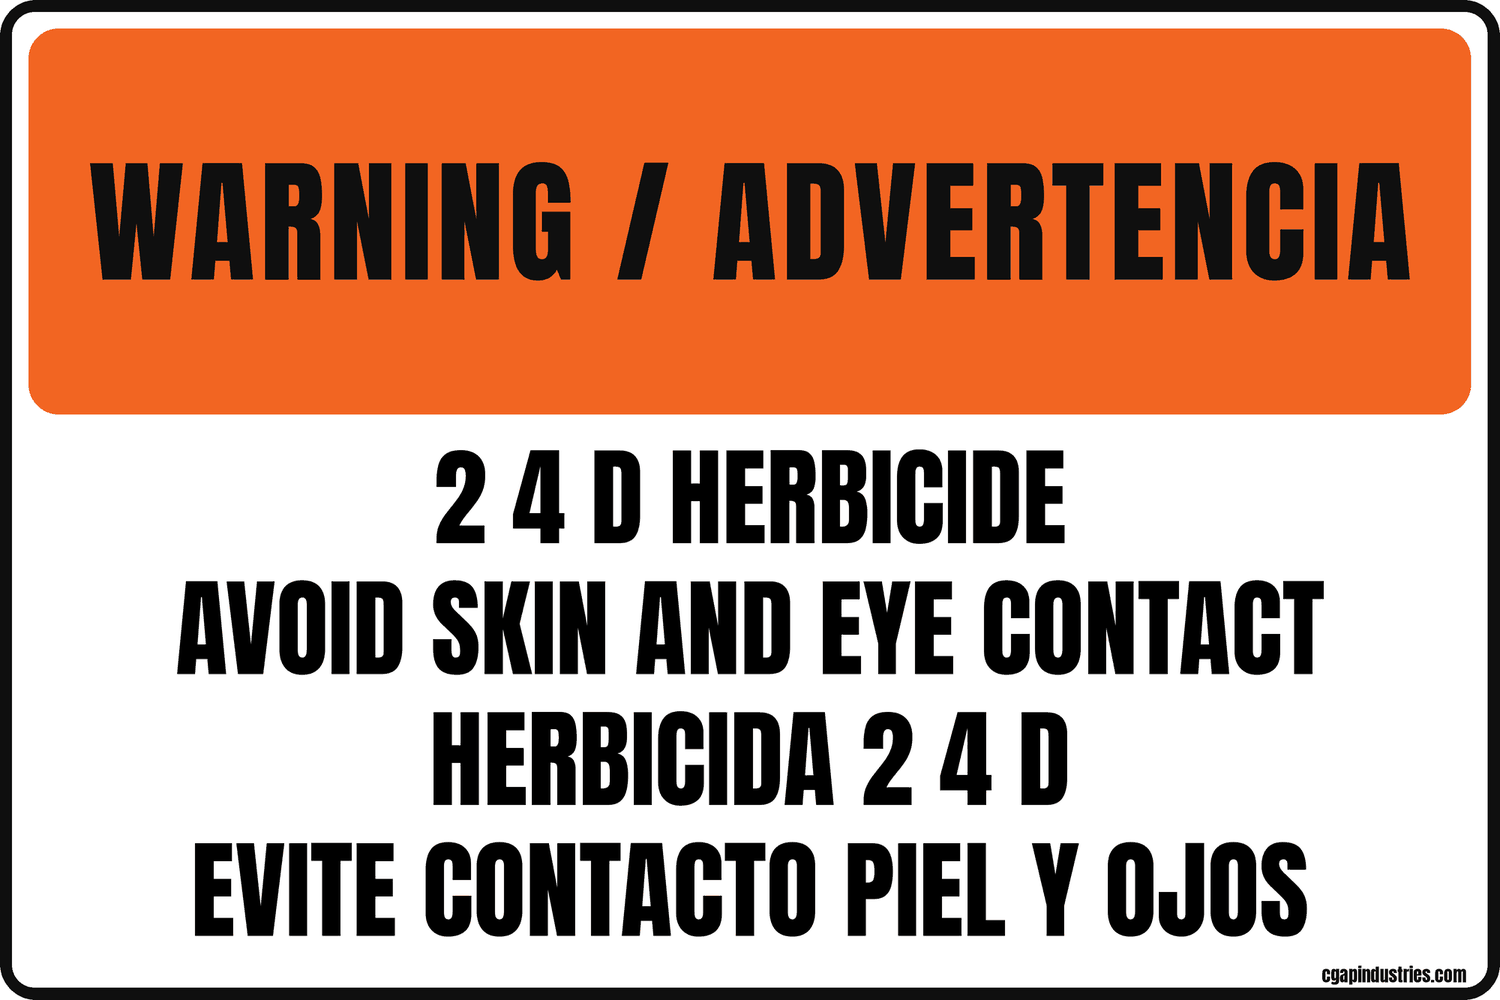 WARNING / ADVERTENCIA
2 4 D HERBICIDE
AVOID SKIN AND EYE CONTACT
HERBICIDA 2 4 D
EVITE CONTACTO PIEL Y OJOS
cgapindustries.com